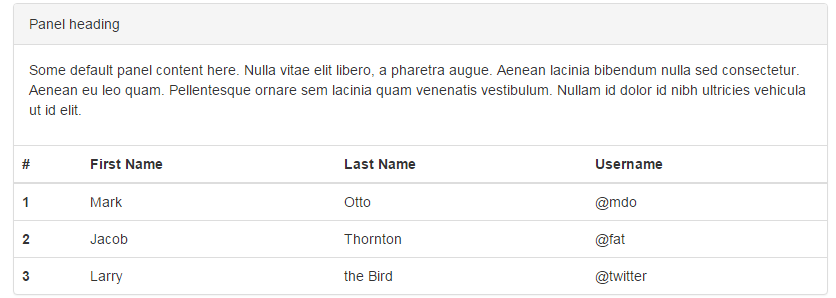 Panel heading
Some default panel content here. Nulla vitae elit libero, a pharetra augue. Aenean lacinia bibendum nulla sed consectetur.
Aenean eu leo quam. Pellentesque ornare sem lacinia quam venenatis vestibulum. Nullam id dolor id nibh ultricies vehicula
ut id elit.
# First Name Last Name Username
1 Mark Otto @mdo
2 Jacob Thornton @fat
3 Larry the Bird @twitter